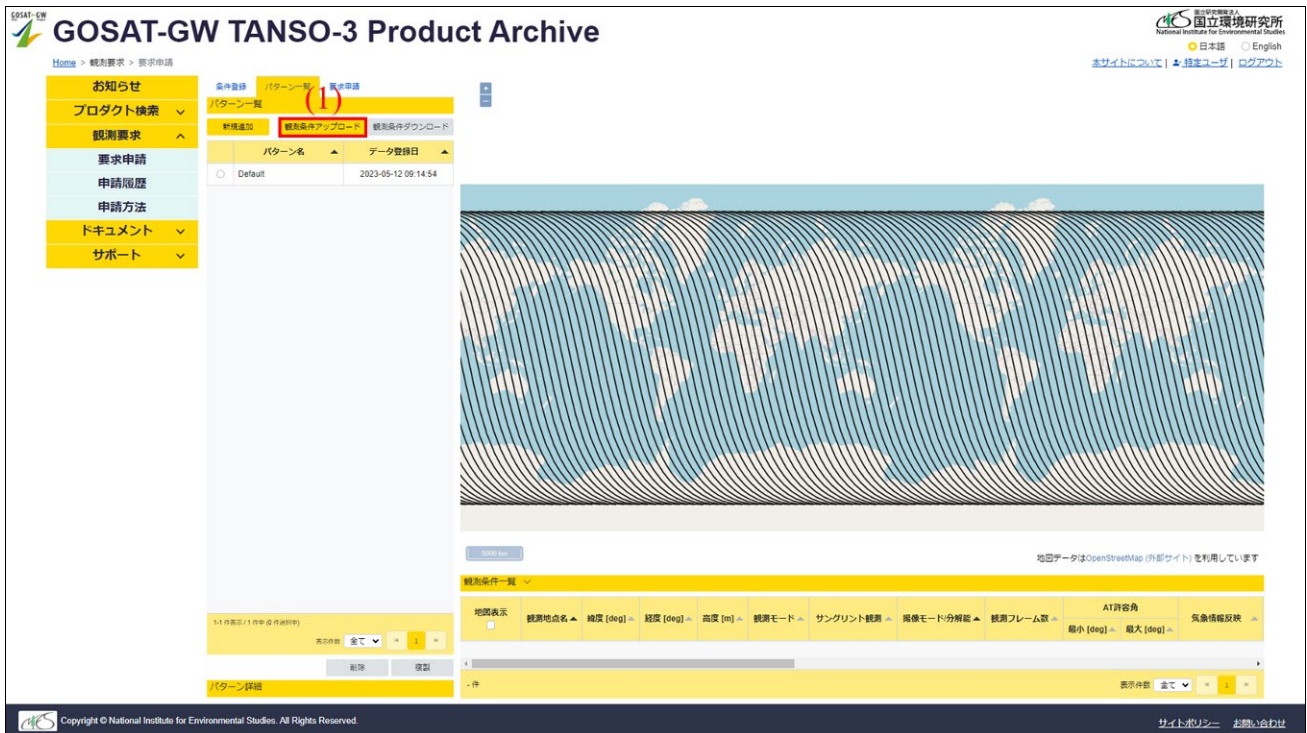 GOSAT-GW
GOSAT-GW TANSO-3 Product Archive
国立研究開発法人
国立環境研究所
National Institute for Environmental Studies
日本語 English
Home > 観測要求 > 要求申請
本サイトについて | 特定ユーザ | ログアウト
お知らせ
プロダクト検索
観測要求
要求申請
申請履歴
申請方法
ドキュメント
サポート
条件登録 パターン一覧 要求申請
パターン一覧
(1)
新規追加 観測条件アップロード 観測条件ダウンロード
パターン名 データ登録日
Default 2023-05-12 09:14:54
1-1 件表示 / 1 件中 (0 件選択中)
表示件数 全て 1
削除 複製
パターン詳細
+
−
5000 km
地図データはOpenStreetMap (外部サイト) を利用しています
観測条件一覧
地図表示 観測地点名 緯度 [deg] 経度 [deg] 高度 [m] 観測モード サングリント観測 撮像モード/分解能 観測フレーム数 AT許容角 気象情報反映
最小 [deg] 最大 [deg]
- 件 表示件数 全て 1
Copyright © National Institute for Environmental Studies. All Rights Reserved.
サイトポリシー お問い合わせ